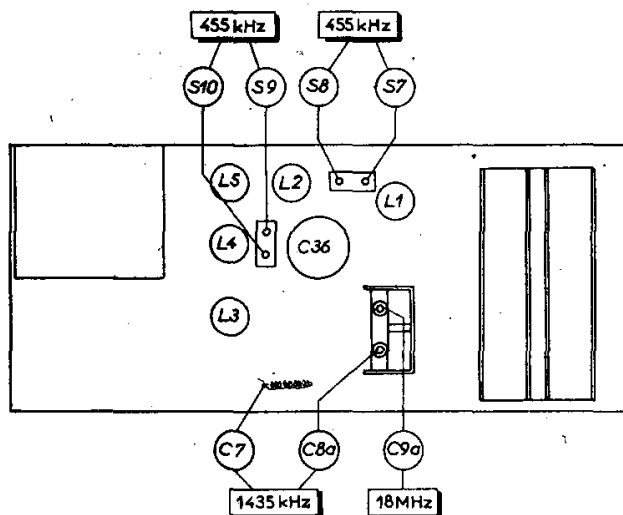 455 kHz 455 kHz
S10 S9 S8 S7
L5 L2 L1
L4 C36
L3
C7 C8a C9a
1435 kHz 18MHz